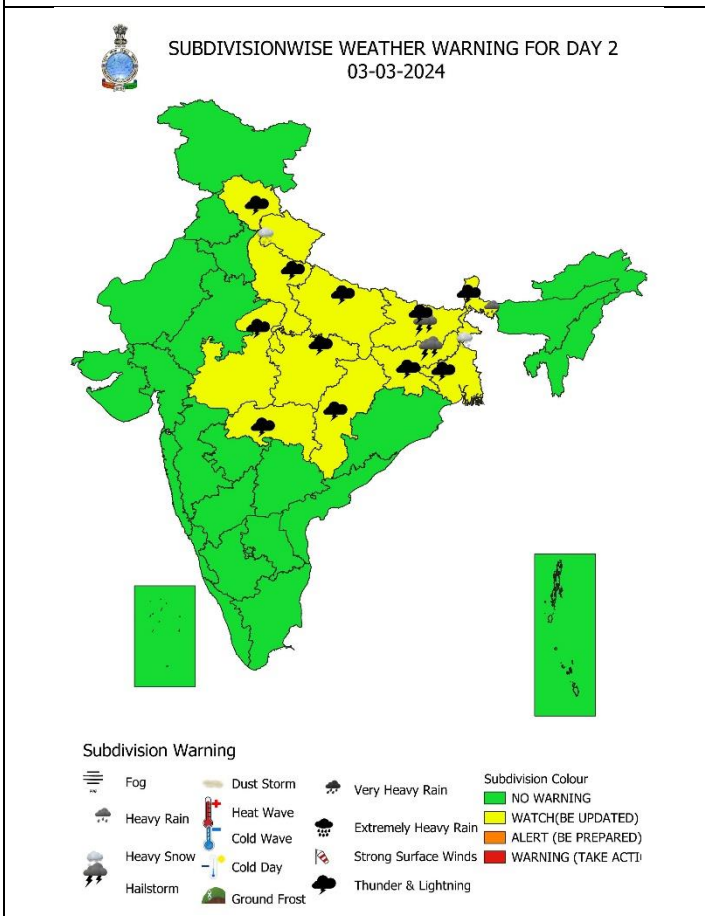 SUBDIVISIONWISE WEATHER WARNING FOR DAY 2
03-03-2024
Subdivision Warning
Fog
Heavy Rain
Heavy Snow
Hailstorm
Dust Storm
Heat Wave
Cold Wave
Cold Day
Ground Frost
Very Heavy Rain
Extremely Heavy Rain
Strong Surface Winds
Thunder & Lightning
Subdivision Colour
NO WARNING
WATCH(BE UPDATED)
ALERT (BE PREPARED)
WARNING (TAKE ACTI